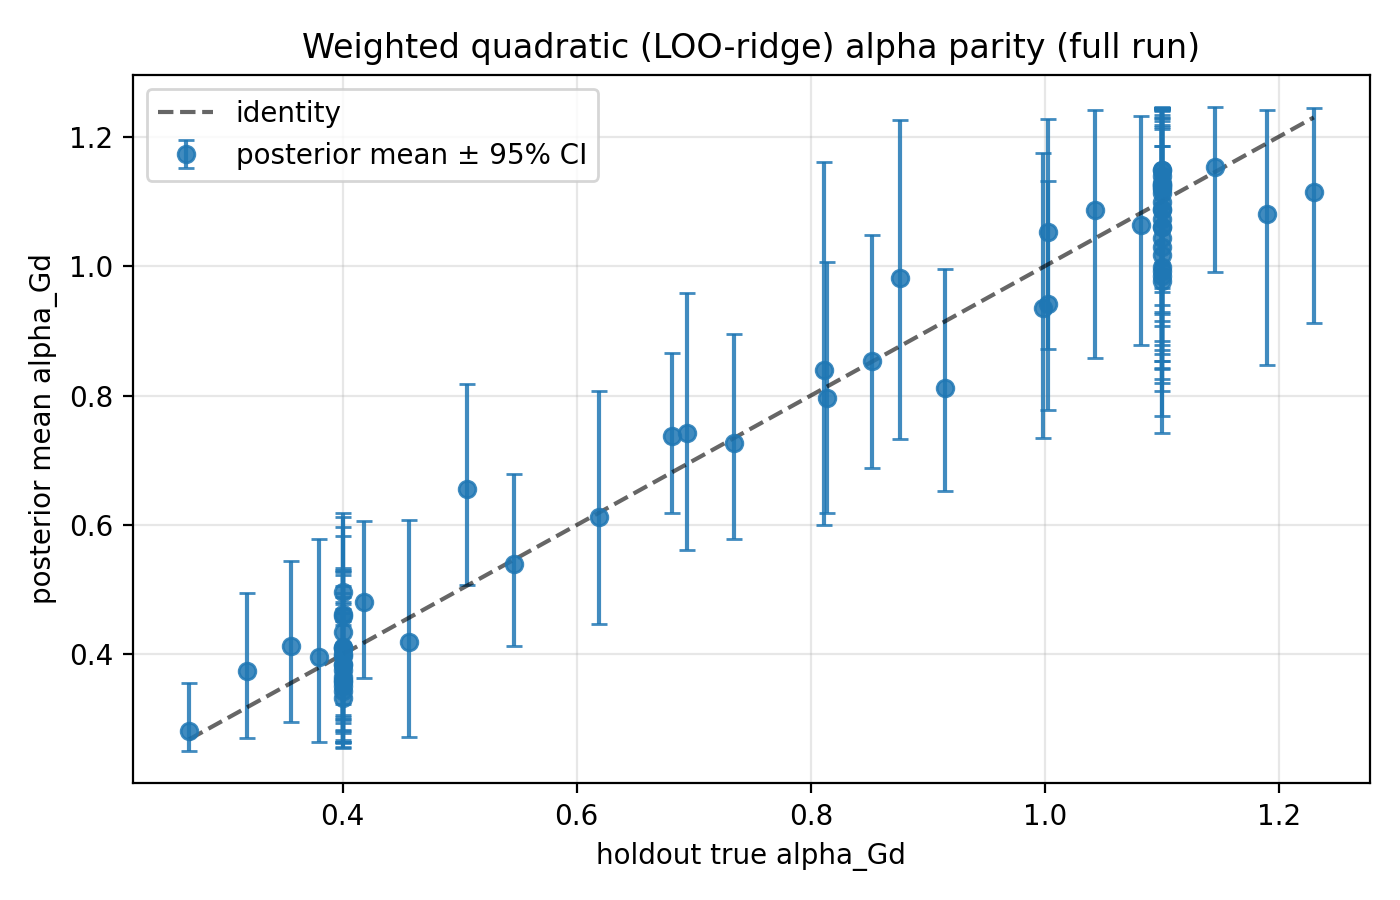 Weighted quadratic (LOO-ridge) alpha parity (full run)
identity
posterior mean ± 95% CI
posterior mean alpha_Gd
1.2
1.0
0.8
0.6
0.4
0.4
0.6
0.8
1.0
1.2
holdout true alpha_Gd